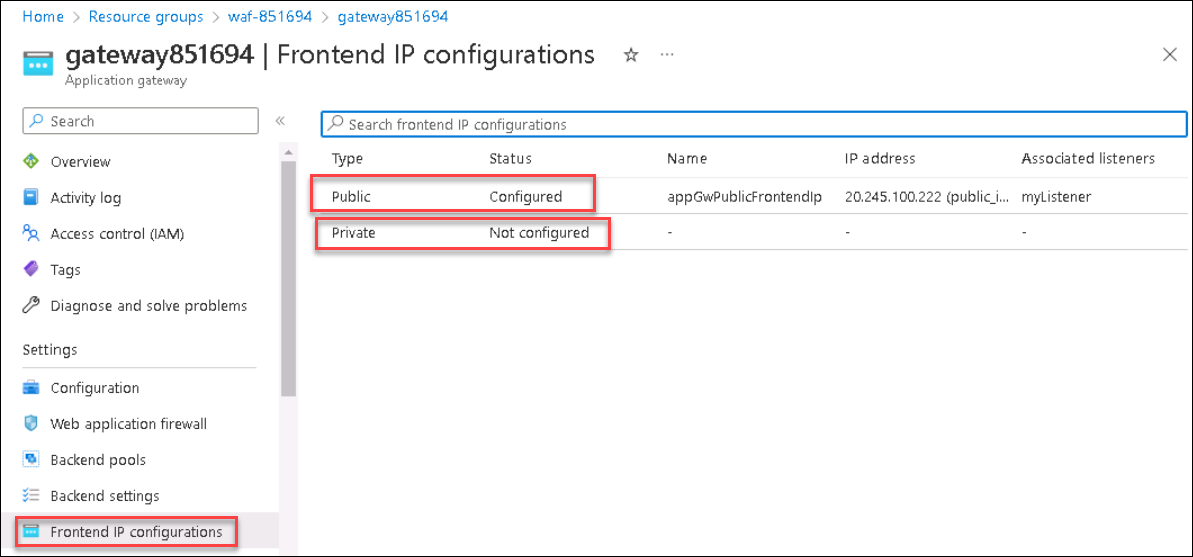 Home > Resource groups > waf-851694 > gateway851694
gateway851694 | Frontend IP configurations
Application gateway
Search
Overview
Activity log
Access control (IAM)
Tags
Diagnose and solve problems
Settings
Configuration
Web application firewall
Backend pools
Backend settings
Frontend IP configurations
Search frontend IP configurations
Type Status Name IP address Associated listeners
Public Configured appGwPublicFrontendIp 20.245.100.222 (public_i... myListener
Private Not configured - - -